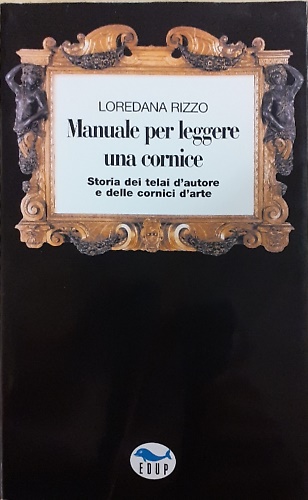 LOREDANA RIZZO
Manuale per leggere
una cornice
Storia dei telai d'autore
e delle cornici d'arte
EDUP